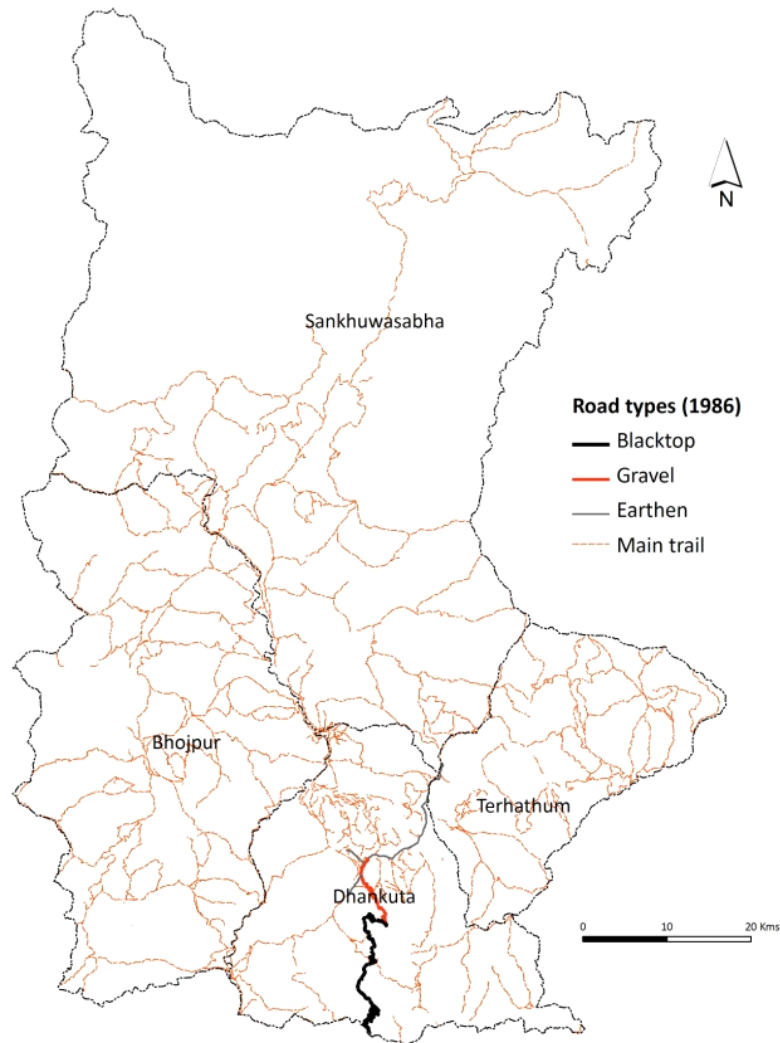 N
Sankhuwasabha
Road types (1986)
Blacktop
Gravel
Earthen
Main trail
Bhojpur
Terhathum
Dhankuta
0 10 20 Kms